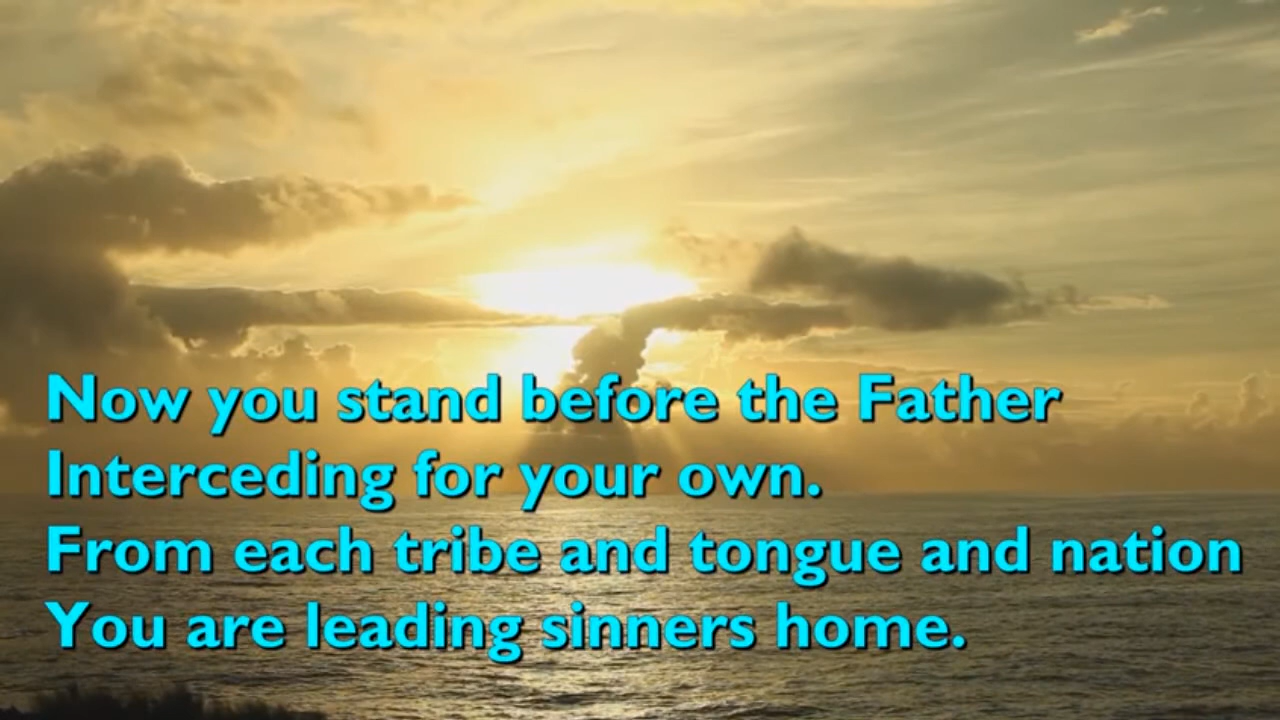 Now you stand before the Father
Interceding for your own.
From each tribe and tongue and nation
You are leading sinners home.